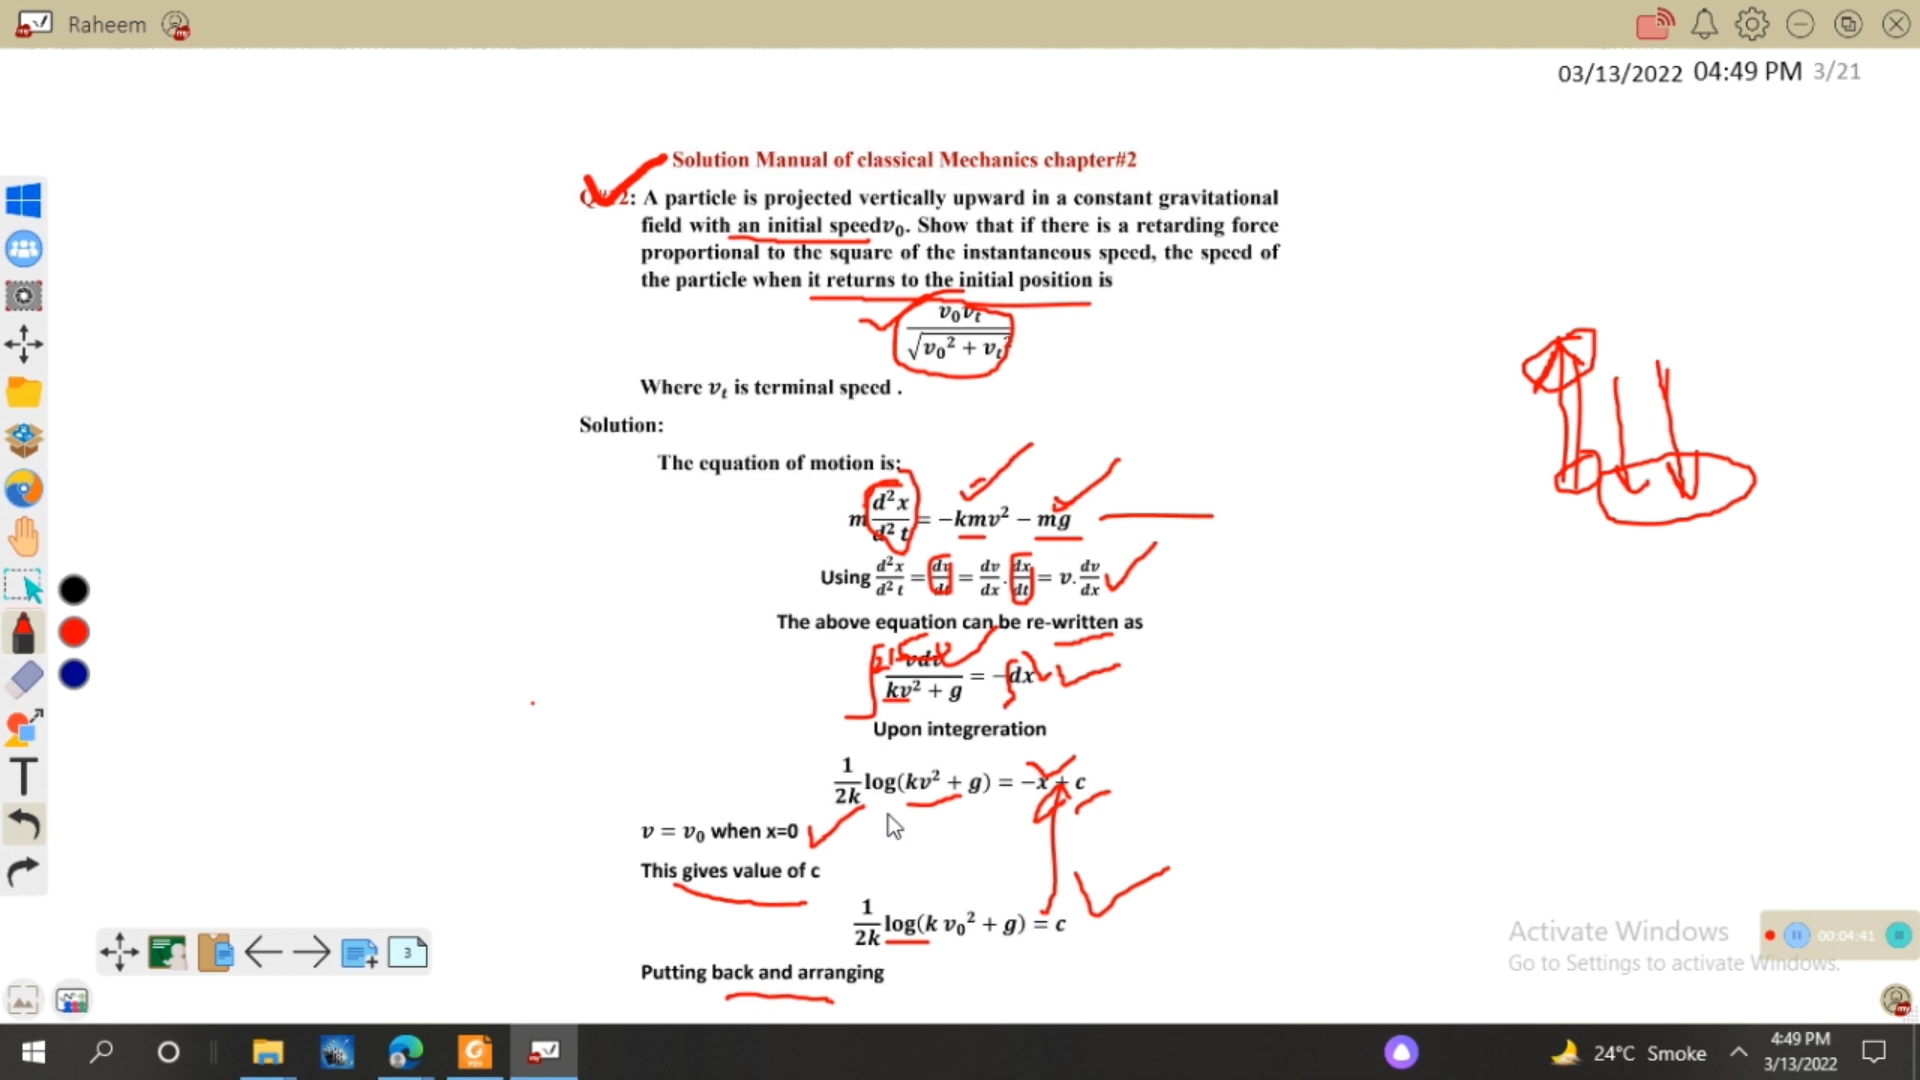 Raheem
03/13/2022 04:49 PM 3/21
Solution Manual of classical Mechanics chapter#2
2: A particle is projected vertically upward in a constant gravitational
field with an initial speedv₀. Show that if there is a retarding force
proportional to the square of the instantaneous speed, the speed of
the particle when it returns to the initial position is
v₀vₜ / √(v₀² + vₜ²)
Where vₜ is terminal speed .
Solution:
The equation of motion is:
m d²x/d²t = −kmv² − mg
Using d²x/d²t = dv/dt = dv/dx . dx/dt = v. dv/dx
The above equation can be re-written as
vdv / kv² + g = −dx
Upon integreration
1/2k log(kv² + g) = −x + c
v = v₀ when x=0
This gives value of c
1/2k log(k v₀² + g) = c
Putting back and arranging
Activate Windows
Go to Settings to activate Windows.
00:04:41
T
3
24°C Smoke
4:49 PM
3/13/2022